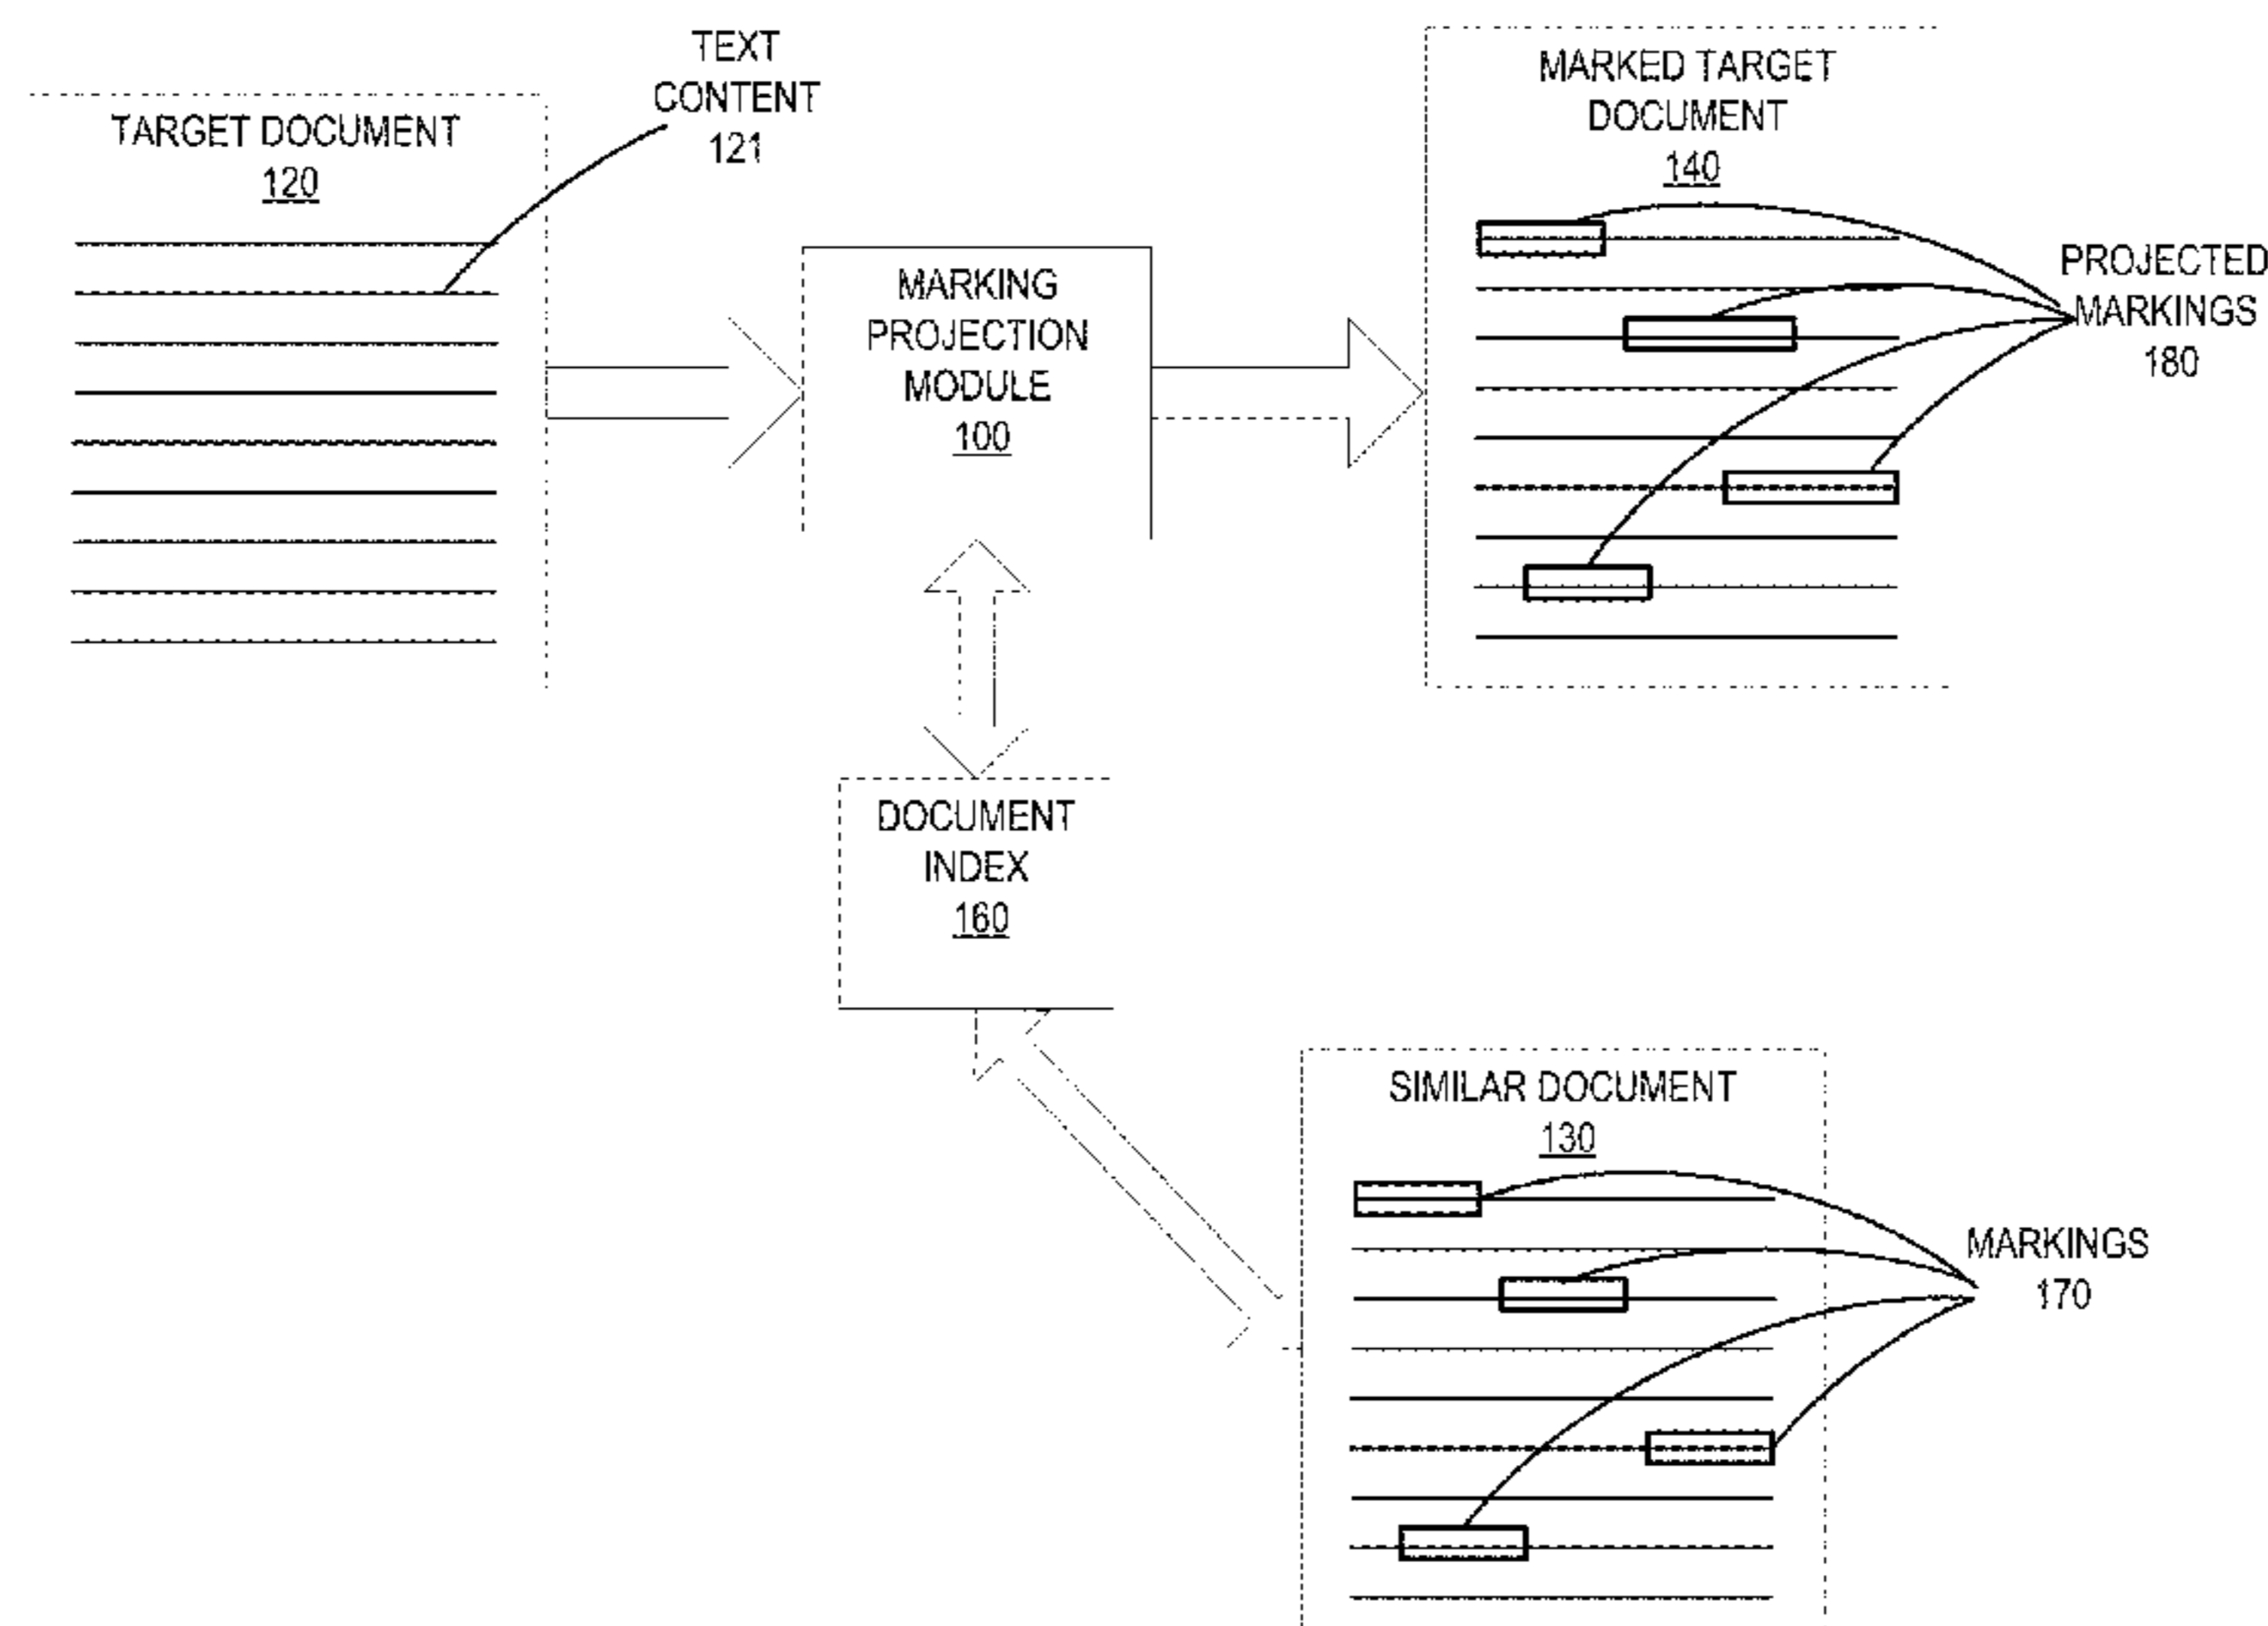 TEXT
CONTENT
121
TARGET DOCUMENT
120
MARKING
PROJECTION
MODULE
100
MARKED TARGET
DOCUMENT
140
PROJECTED
MARKINGS
180
DOCUMENT
INDEX
160
SIMILAR DOCUMENT
130
MARKINGS
170